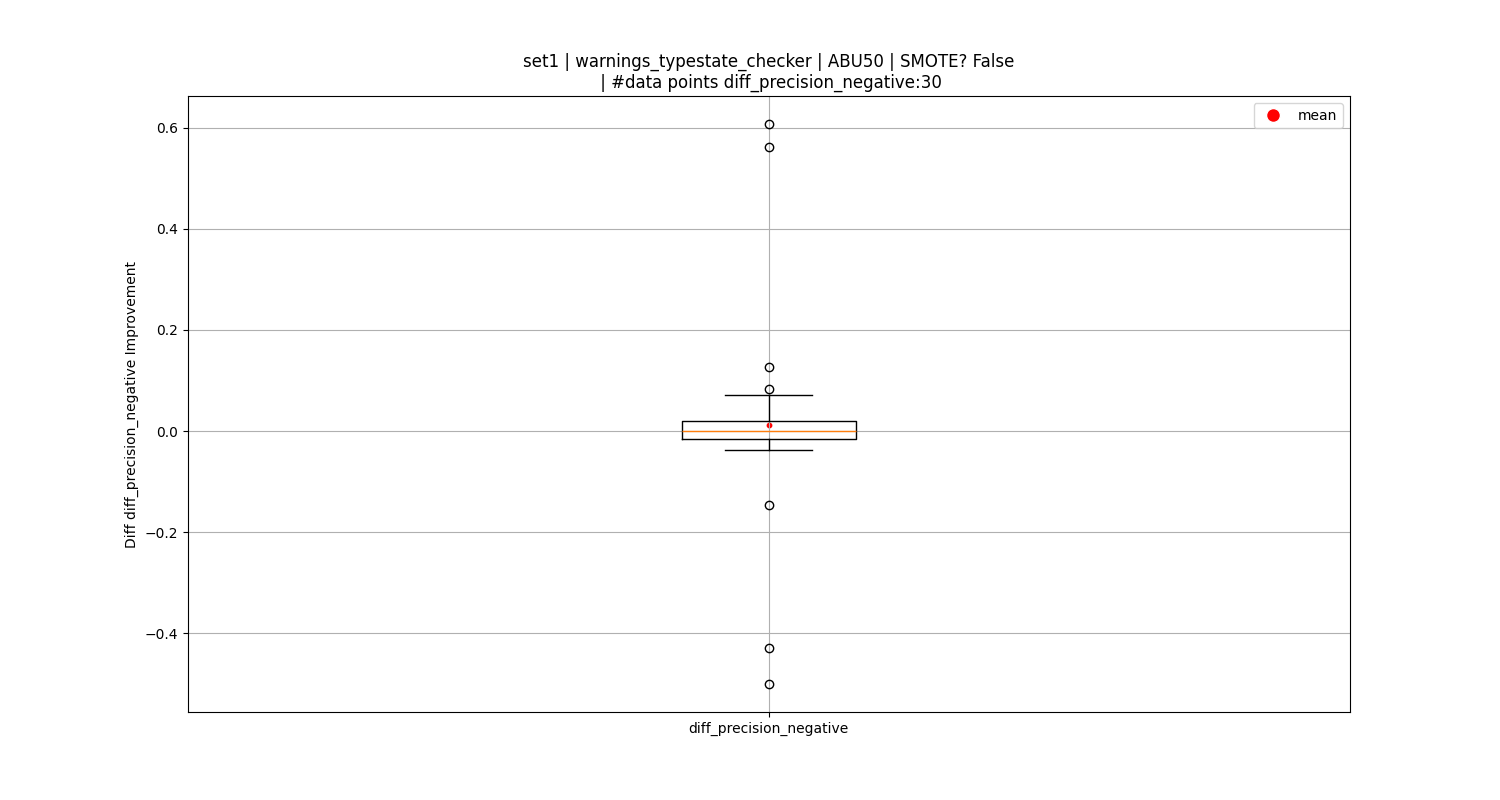 set1 | warnings_typestate_checker | ABU50 | SMOTE? False
| #data points diff_precision_negative:30
mean
0.6
0.4
0.2
0.0
−0.2
−0.4
Diff diff_precision_negative Improvement
diff_precision_negative